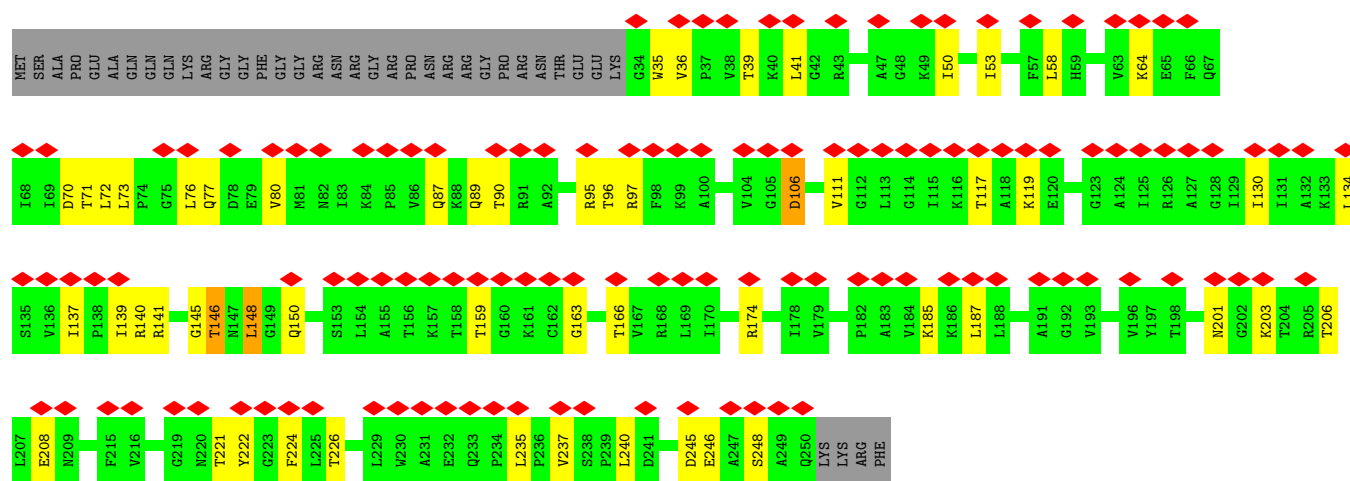 MET SER ALA PRO GLU ALA GLN GLN GLN LYS ARG GLY GLY PHE GLY GLY ARG ASN ARG GLY ARG PRO ASN ARG ARG GLY PRO ARG ASN THR GLU GLU LYS G34 W35 V36 P37 V38 T39 K40 L41 G42 R43 A47 G48 K49 I50 I53 F57 L58 H59 V63 K64 E65 F66 Q67
I68 I69 D70 T71 L72 L73 P74 G75 L76 Q77 D78 E79 V80 M81 N82 I83 K84 P85 V86 Q87 K88 Q89 T90 R91 A92 R95 T96 R97 F98 K99 A100 V104 G105 D106 V111 G112 L113 G114 I115 K116 T117 A118 K119 E120 G123 A124 I125 R126 A127 G128 I129 I130 I131 A132 K133 L134
S135 V136 I137 P138 I139 R140 R141 G145 T146 N147 L148 G149 Q150 S153 L154 A155 T156 K157 T158 T159 G160 K161 C162 G163 T166 V167 R168 L169 I170 R174 I178 V179 P182 A183 V184 K185 K186 L187 L188 A191 G192 V193 V196 Y197 T198 N201 G202 K203 T204 R205 T206
L207 E208 N209 F215 V216 G219 N220 T221 Y222 G223 F224 L225 T226 L229 W230 A231 E232 Q233 P234 L235 P236 V237 S238 P239 L240 D241 D245 E246 A247 S248 A249 Q250 LYS LYS ARG PHE